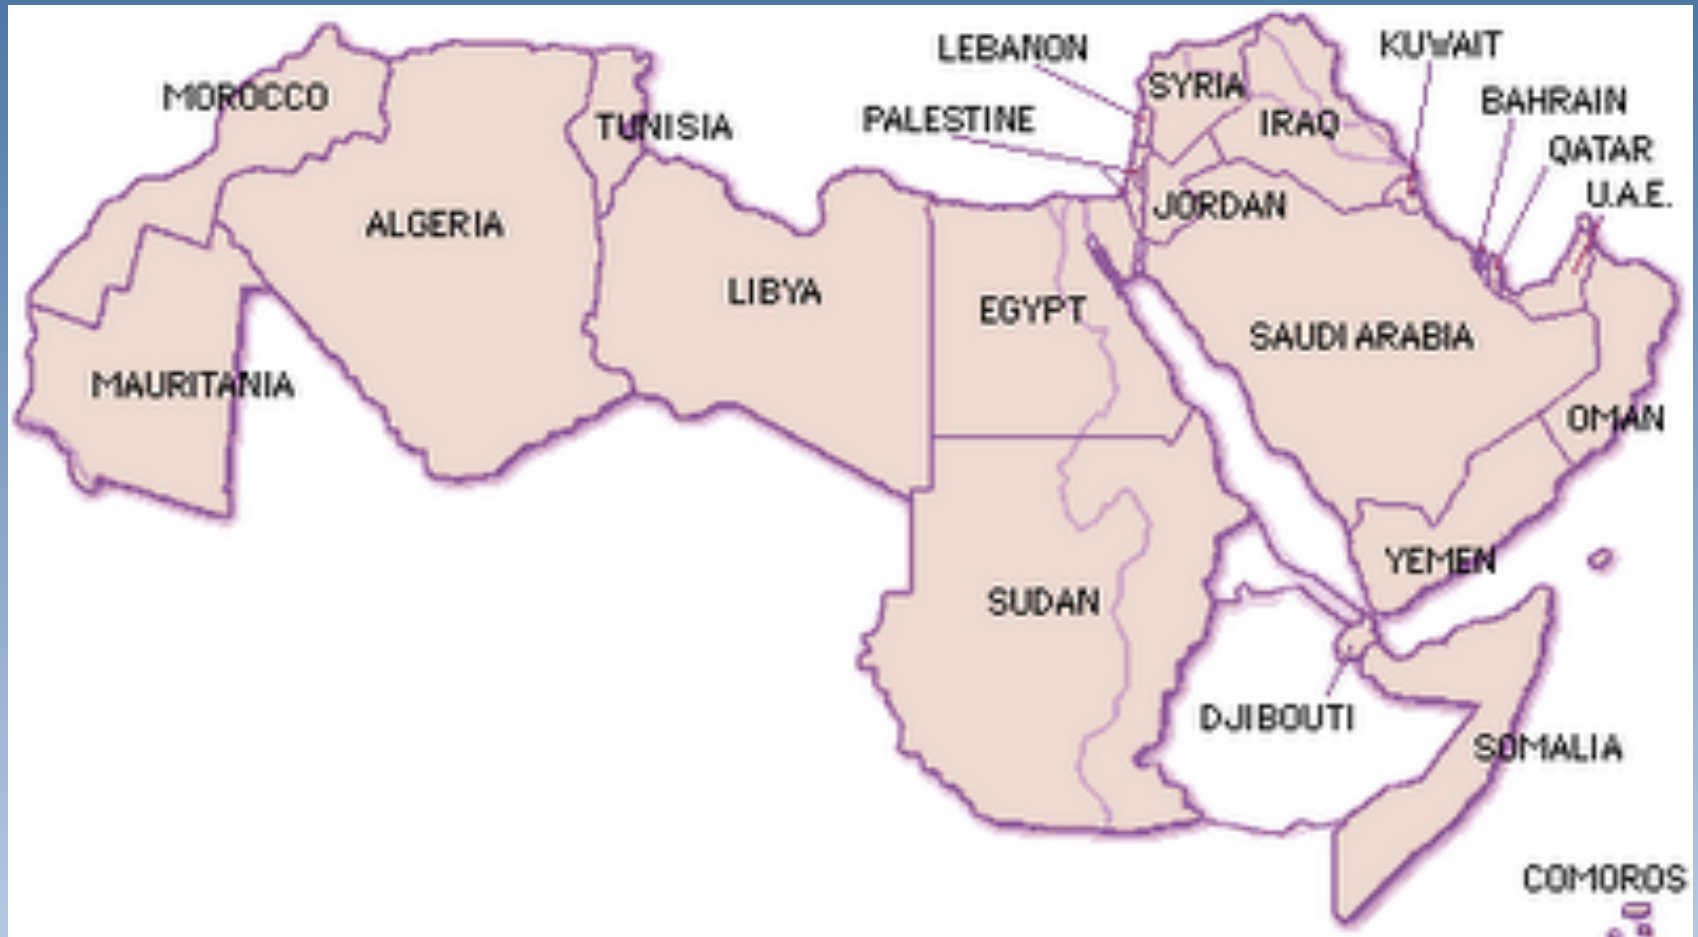 LEBANON
KUWAIT
SYRIA
MOROCCO
BAHRAIN
PALESTINE
IRAQ
TUNISIA
QATAR
U.A.E.
JORDAN
ALGERIA
LIBYA
EGYPT
SAUDI ARABIA
MAURITANIA
OMAN
YEMEN
SUDAN
DJIBOUTI
SOMALIA
COMOROS